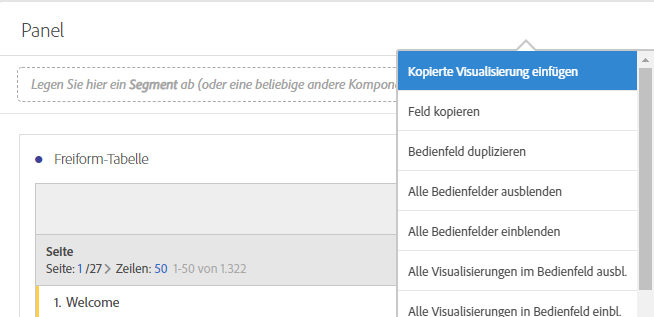 Panel
Legen Sie hier ein Segment ab (oder eine beliebige andere
Kopierte Visualisierung einfügen
Feld kopieren
Bedienfeld duplizieren
Alle Bedienfelder ausblenden
Alle Bedienfelder einblenden
Alle Visualisierungen im Bedienfeld ausbl.
Alle Visualisierungen in Bedienfeld einbl.
Freiform-Tabelle
Seite
Seite: 1 /27 > Zeilen: 50 1-50 von 1.322
1. Welcome